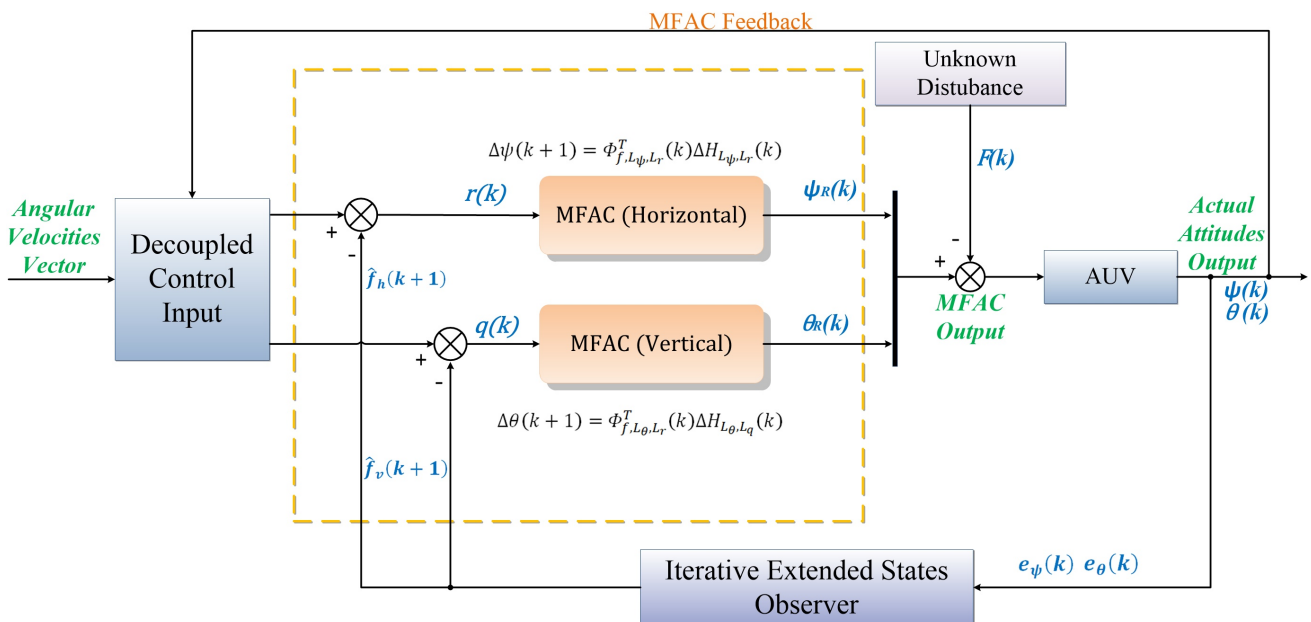 MFAC Feedback
Unknown
Distubance
Δψ(k + 1) = Φ^T_{f,L_ψ,L_r}(k)ΔH_{L_ψ,L_r}(k)
F(k)
r(k)
MFAC (Horizontal)
ψ_R(k)
Angular
Velocities
Vector
Decoupled
Control
Input
+
-
-
+
Actual
Attitudes
Output
AUV
f̂_h(k + 1)
MFAC
Output
ψ(k)
θ(k)
q(k)
MFAC (Vertical)
θ_R(k)
+
-
Δθ(k + 1) = Φ^T_{f,L_θ,L_r}(k)ΔH_{L_θ,L_q}(k)
f̂_v(k + 1)
Iterative Extended States
Observer
e_ψ(k) e_θ(k)